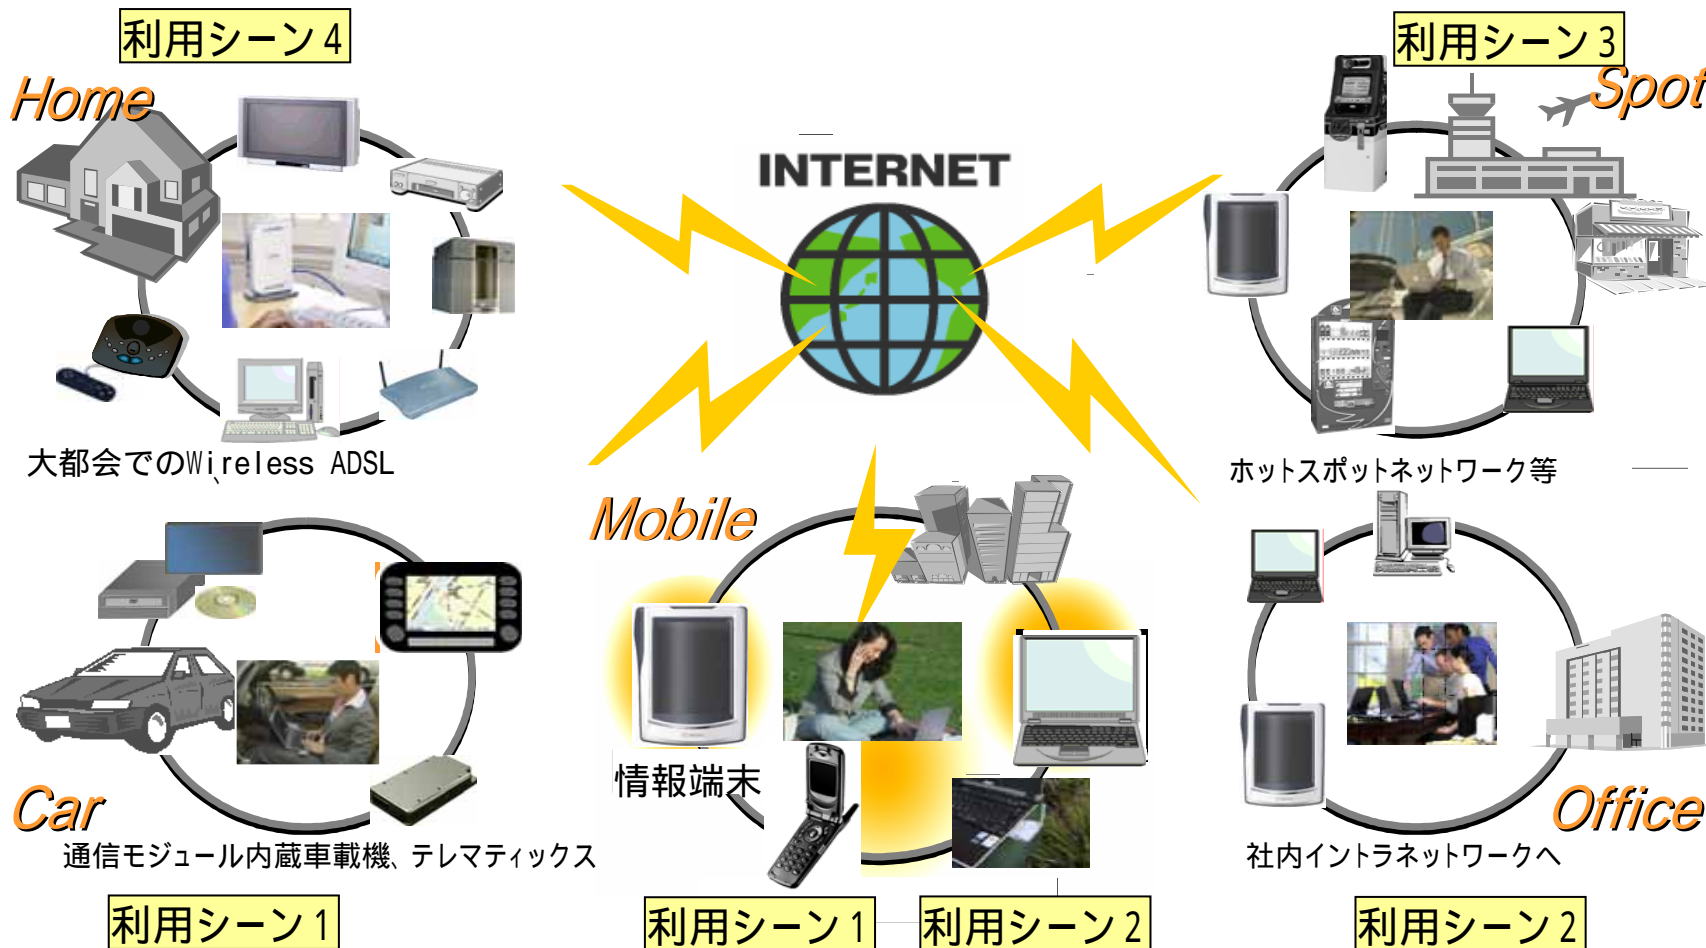 利用シーン4
利用シーン3
Home
Spot
INTERNET
大都会でのWireless ADSL
ホットスポットネットワーク等
Mobile
情報端末
Car
Office
通信モジュール内蔵車載機、テレマティックス
社内イントラネットワークへ
利用シーン1
利用シーン1
利用シーン2
利用シーン2